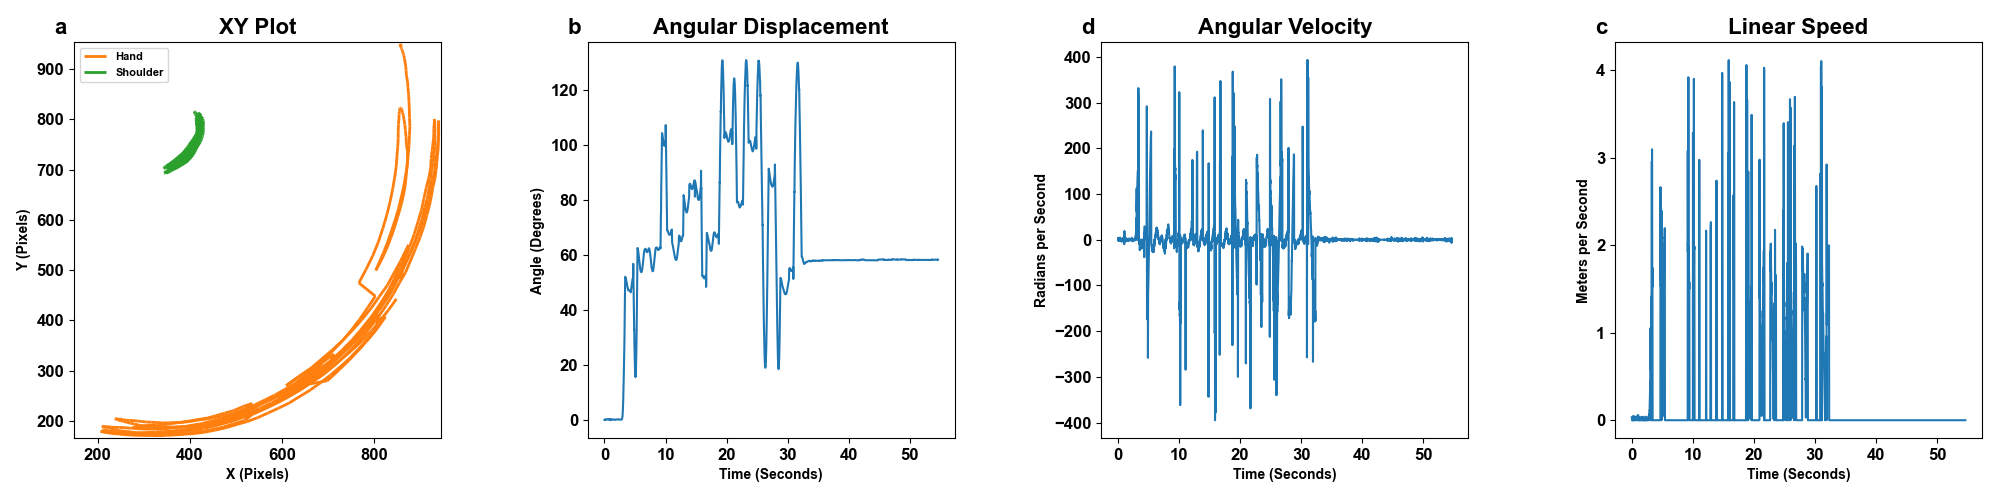 a XY Plot
Hand
Shoulder
900
800
700
600
500
400
300
200
Y (Pixels)
200 400 600 800
X (Pixels)
b Angular Displacement
120
100
80
60
40
20
0
Angle (Degrees)
0 10 20 30 40 50
Time (Seconds)
d Angular Velocity
400
300
200
100
0
−100
−200
−300
−400
Radians per Second
0 10 20 30 40 50
Time (Seconds)
c Linear Speed
4
3
2
1
0
Meters per Second
0 10 20 30 40 50
Time (Seconds)